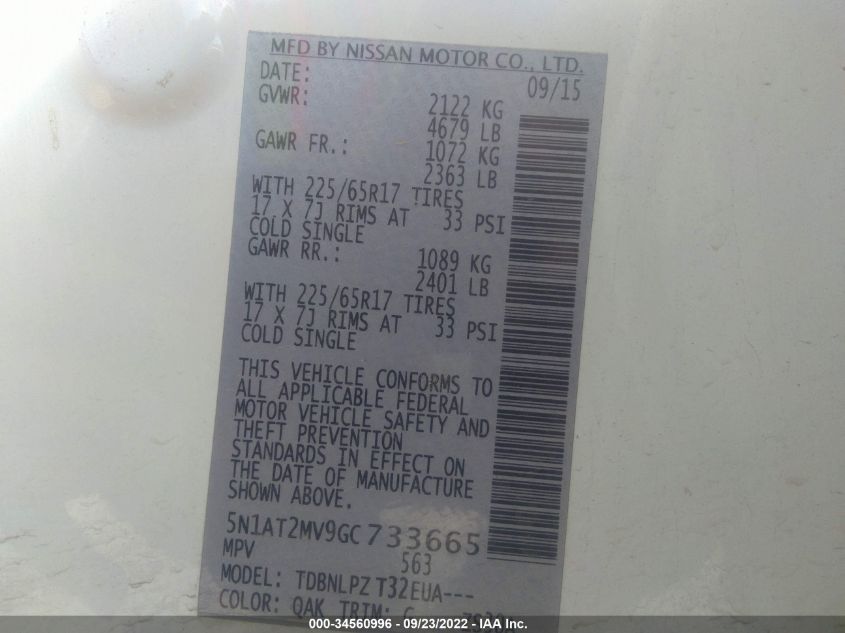 MFD BY NISSAN MOTOR CO., LTD.
DATE: 09/15
GVWR: 2122 KG
4679 LB
GAWR FR.: 1072 KG
2363 LB
WITH 225/65R17 TIRES
17 X 7J RIMS AT 33 PSI
COLD SINGLE
GAWR RR.: 1089 KG
2401 LB
WITH 225/65R17 TIRES
17 X 7J RIMS AT 33 PSI
COLD SINGLE
THIS VEHICLE CONFORMS TO
ALL APPLICABLE FEDERAL
MOTOR VEHICLE SAFETY AND
THEFT PREVENTION
STANDARDS IN EFFECT ON
THE DATE OF MANUFACTURE
SHOWN ABOVE.
5N1AT2MV9GC733665
MPV 563
MODEL: TDBNLPZ T32EUA---
COLOR: QAK TRIM: G
000-34560996 - 09/23/2022 - IAA Inc.